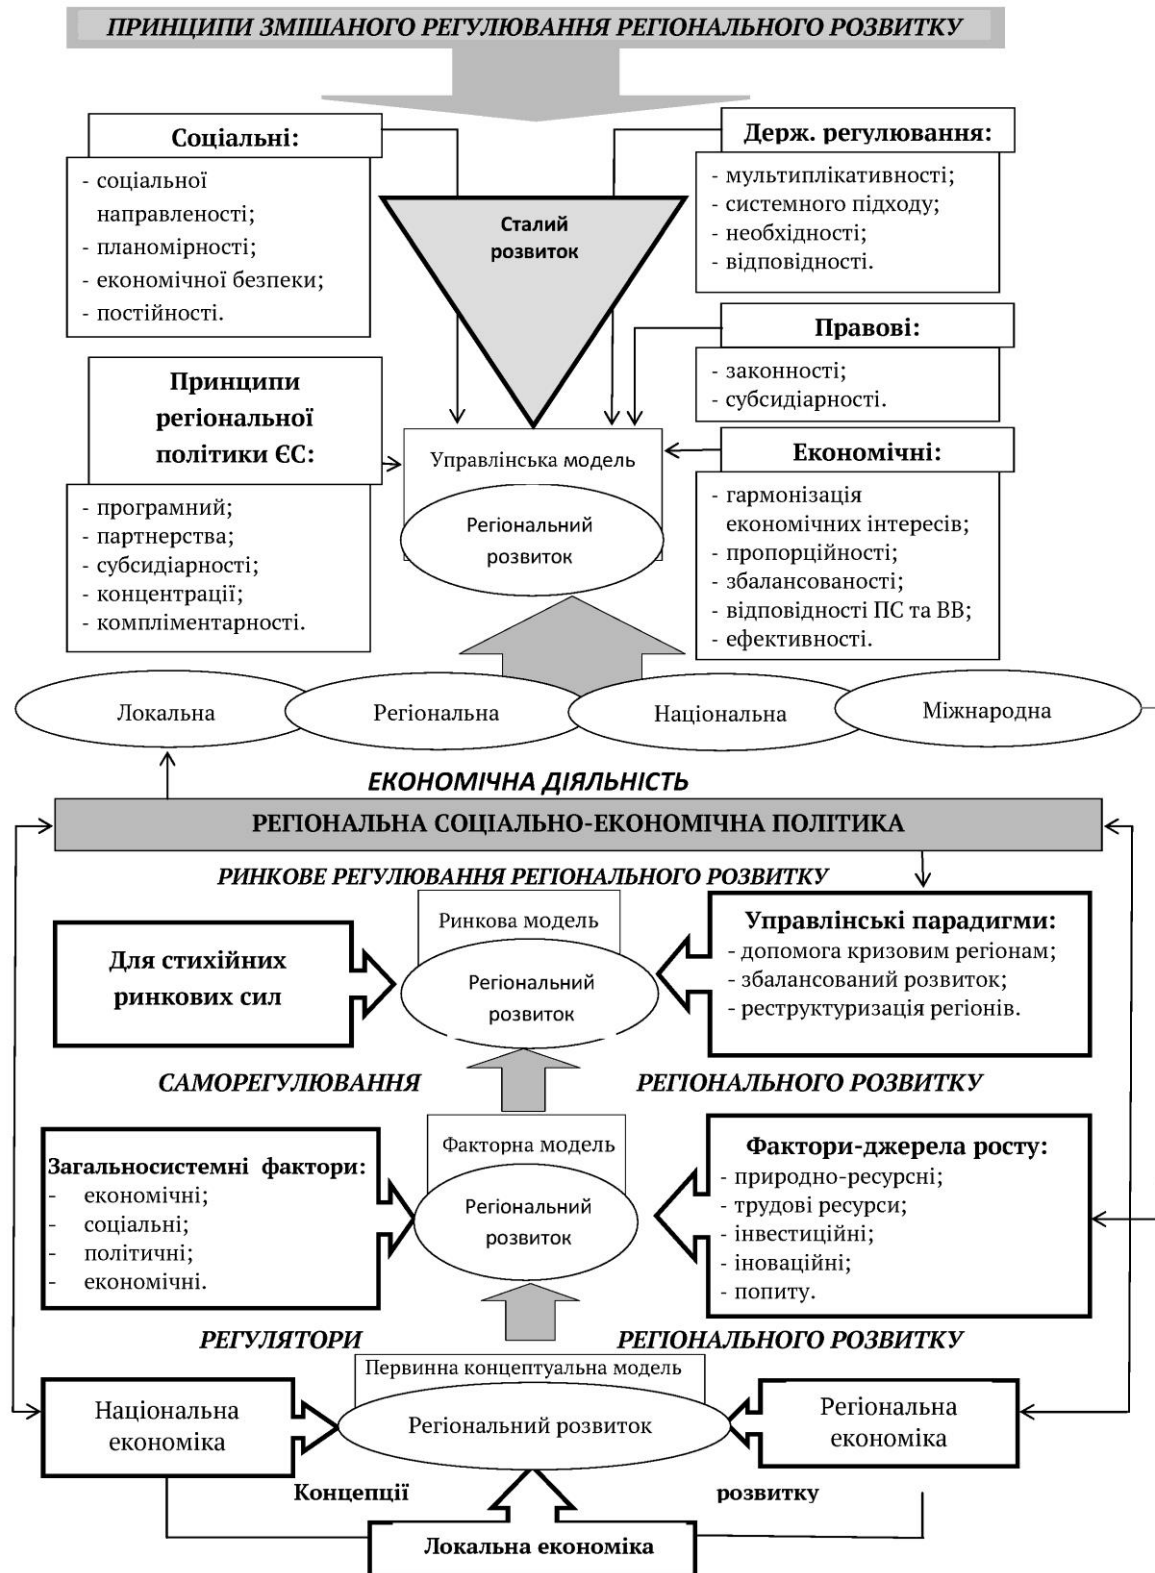 ПРИНЦИПИ ЗМІШАНОГО РЕГУЛЮВАННЯ РЕГІОНАЛЬНОГО РОЗВИТКУ
Соціальні:
- соціальної
направленості;
- планомірності;
- економічної безпеки;
- постійності.
Держ. регулювання:
- мультиплікативності;
- системного підходу;
- необхідності;
- відповідності.
Сталий
розвиток
Правові:
- законності;
- субсидіарності.
Принципи
регіональної
політики ЄС:
- програмний;
- партнерства;
- субсидіарності;
- концентрації;
- компліментарності.
Управлінська модель
Регіональний
розвиток
Економічні:
- гармонізація
економічних інтересів;
- пропорційності;
- збалансованості;
- відповідності ПС та ВВ;
- ефективності.
Локальна
Регіональна
Національна
Міжнародна
ЕКОНОМІЧНА ДІЯЛЬНІСТЬ
РЕГІОНАЛЬНА СОЦІАЛЬНО-ЕКОНОМІЧНА ПОЛІТИКА
РИНКОВЕ РЕГУЛЮВАННЯ РЕГІОНАЛЬНОГО РОЗВИТКУ
Для стихійних
ринкових сил
Ринкова модель
Регіональний
розвиток
Управлінські парадигми:
- допомога кризовим регіонам;
- збалансований розвиток;
- реструктуризація регіонів.
САМОРЕГУЛЮВАННЯ РЕГІОНАЛЬНОГО РОЗВИТКУ
Загальносистемні фактори:
- економічні;
- соціальні;
- політичні;
- економічні.
Факторна модель
Регіональний
розвиток
Фактори-джерела росту:
- природно-ресурсні;
- трудові ресурси;
- інвестиційні;
- іноваційні;
- попиту.
РЕГУЛЯТОРИ РЕГІОНАЛЬНОГО РОЗВИТКУ
Первинна концептуальна модель
Національна
економіка
Регіональний розвиток
Регіональна
економіка
Концепції розвитку
Локальна економіка